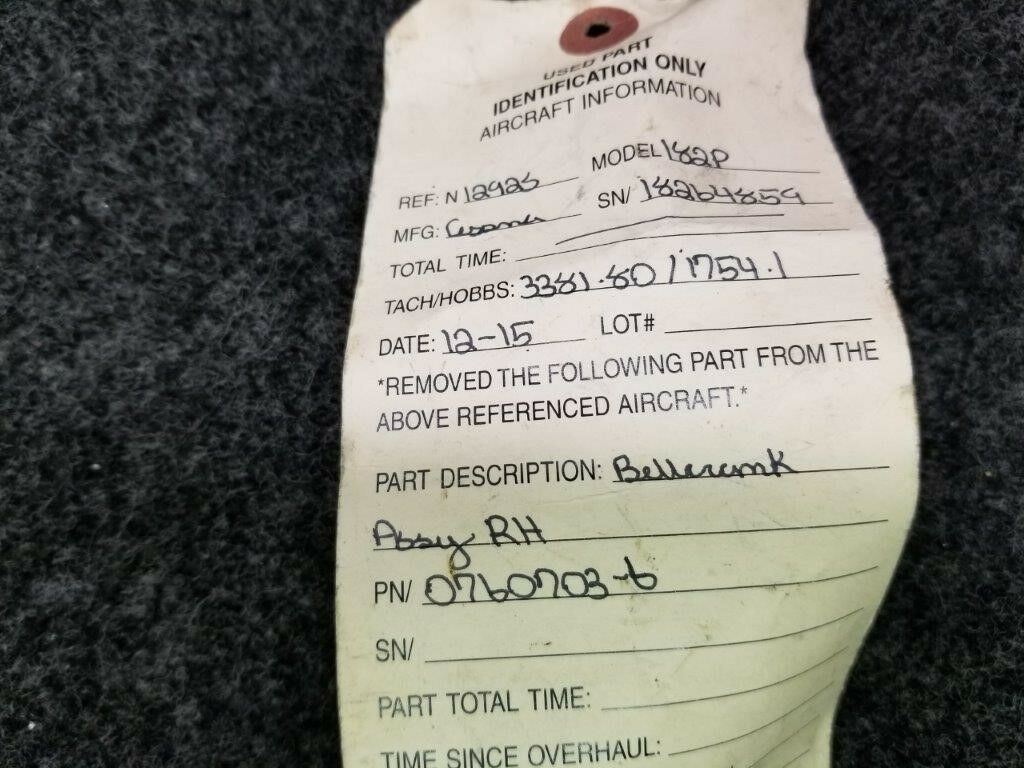 USED PART
IDENTIFICATION ONLY
AIRCRAFT INFORMATION
REF: N 12925 MODEL 182P
MFG: Cessna SN/ 18264859
TOTAL TIME:
TACH/HOBBS: 3381.80 / 1754.1
DATE: 12-15 LOT#
*REMOVED THE FOLLOWING PART FROM THE
ABOVE REFERENCED AIRCRAFT.*
PART DESCRIPTION: Bellcrank
Assy RH
PN/ 0760703-6
SN/
PART TOTAL TIME:
TIME SINCE OVERHAUL: